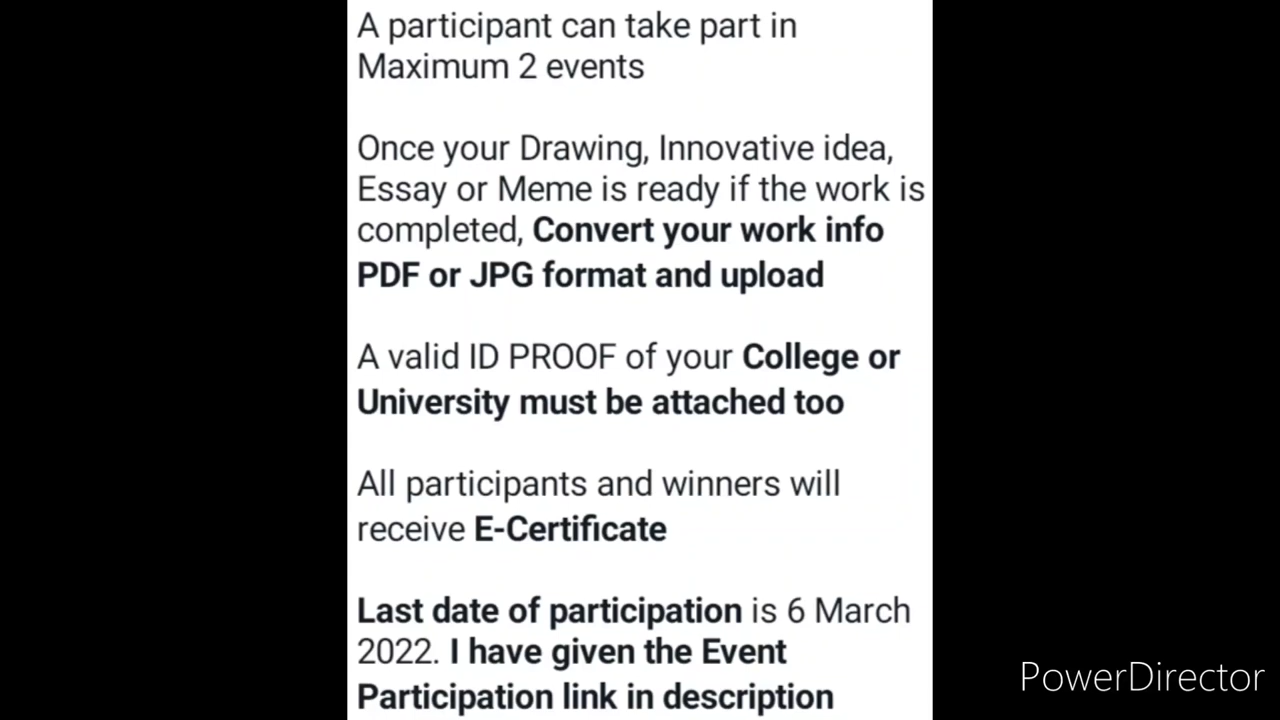 A participant can take part in
Maximum 2 events
Once your Drawing, Innovative idea,
Essay or Meme is ready if the work is
completed, Convert your work info
PDF or JPG format and upload
A valid ID PROOF of your College or
University must be attached too
All participants and winners will
receive E-Certificate
Last date of participation is 6 March
2022. I have given the Event
Participation link in description
PowerDirector